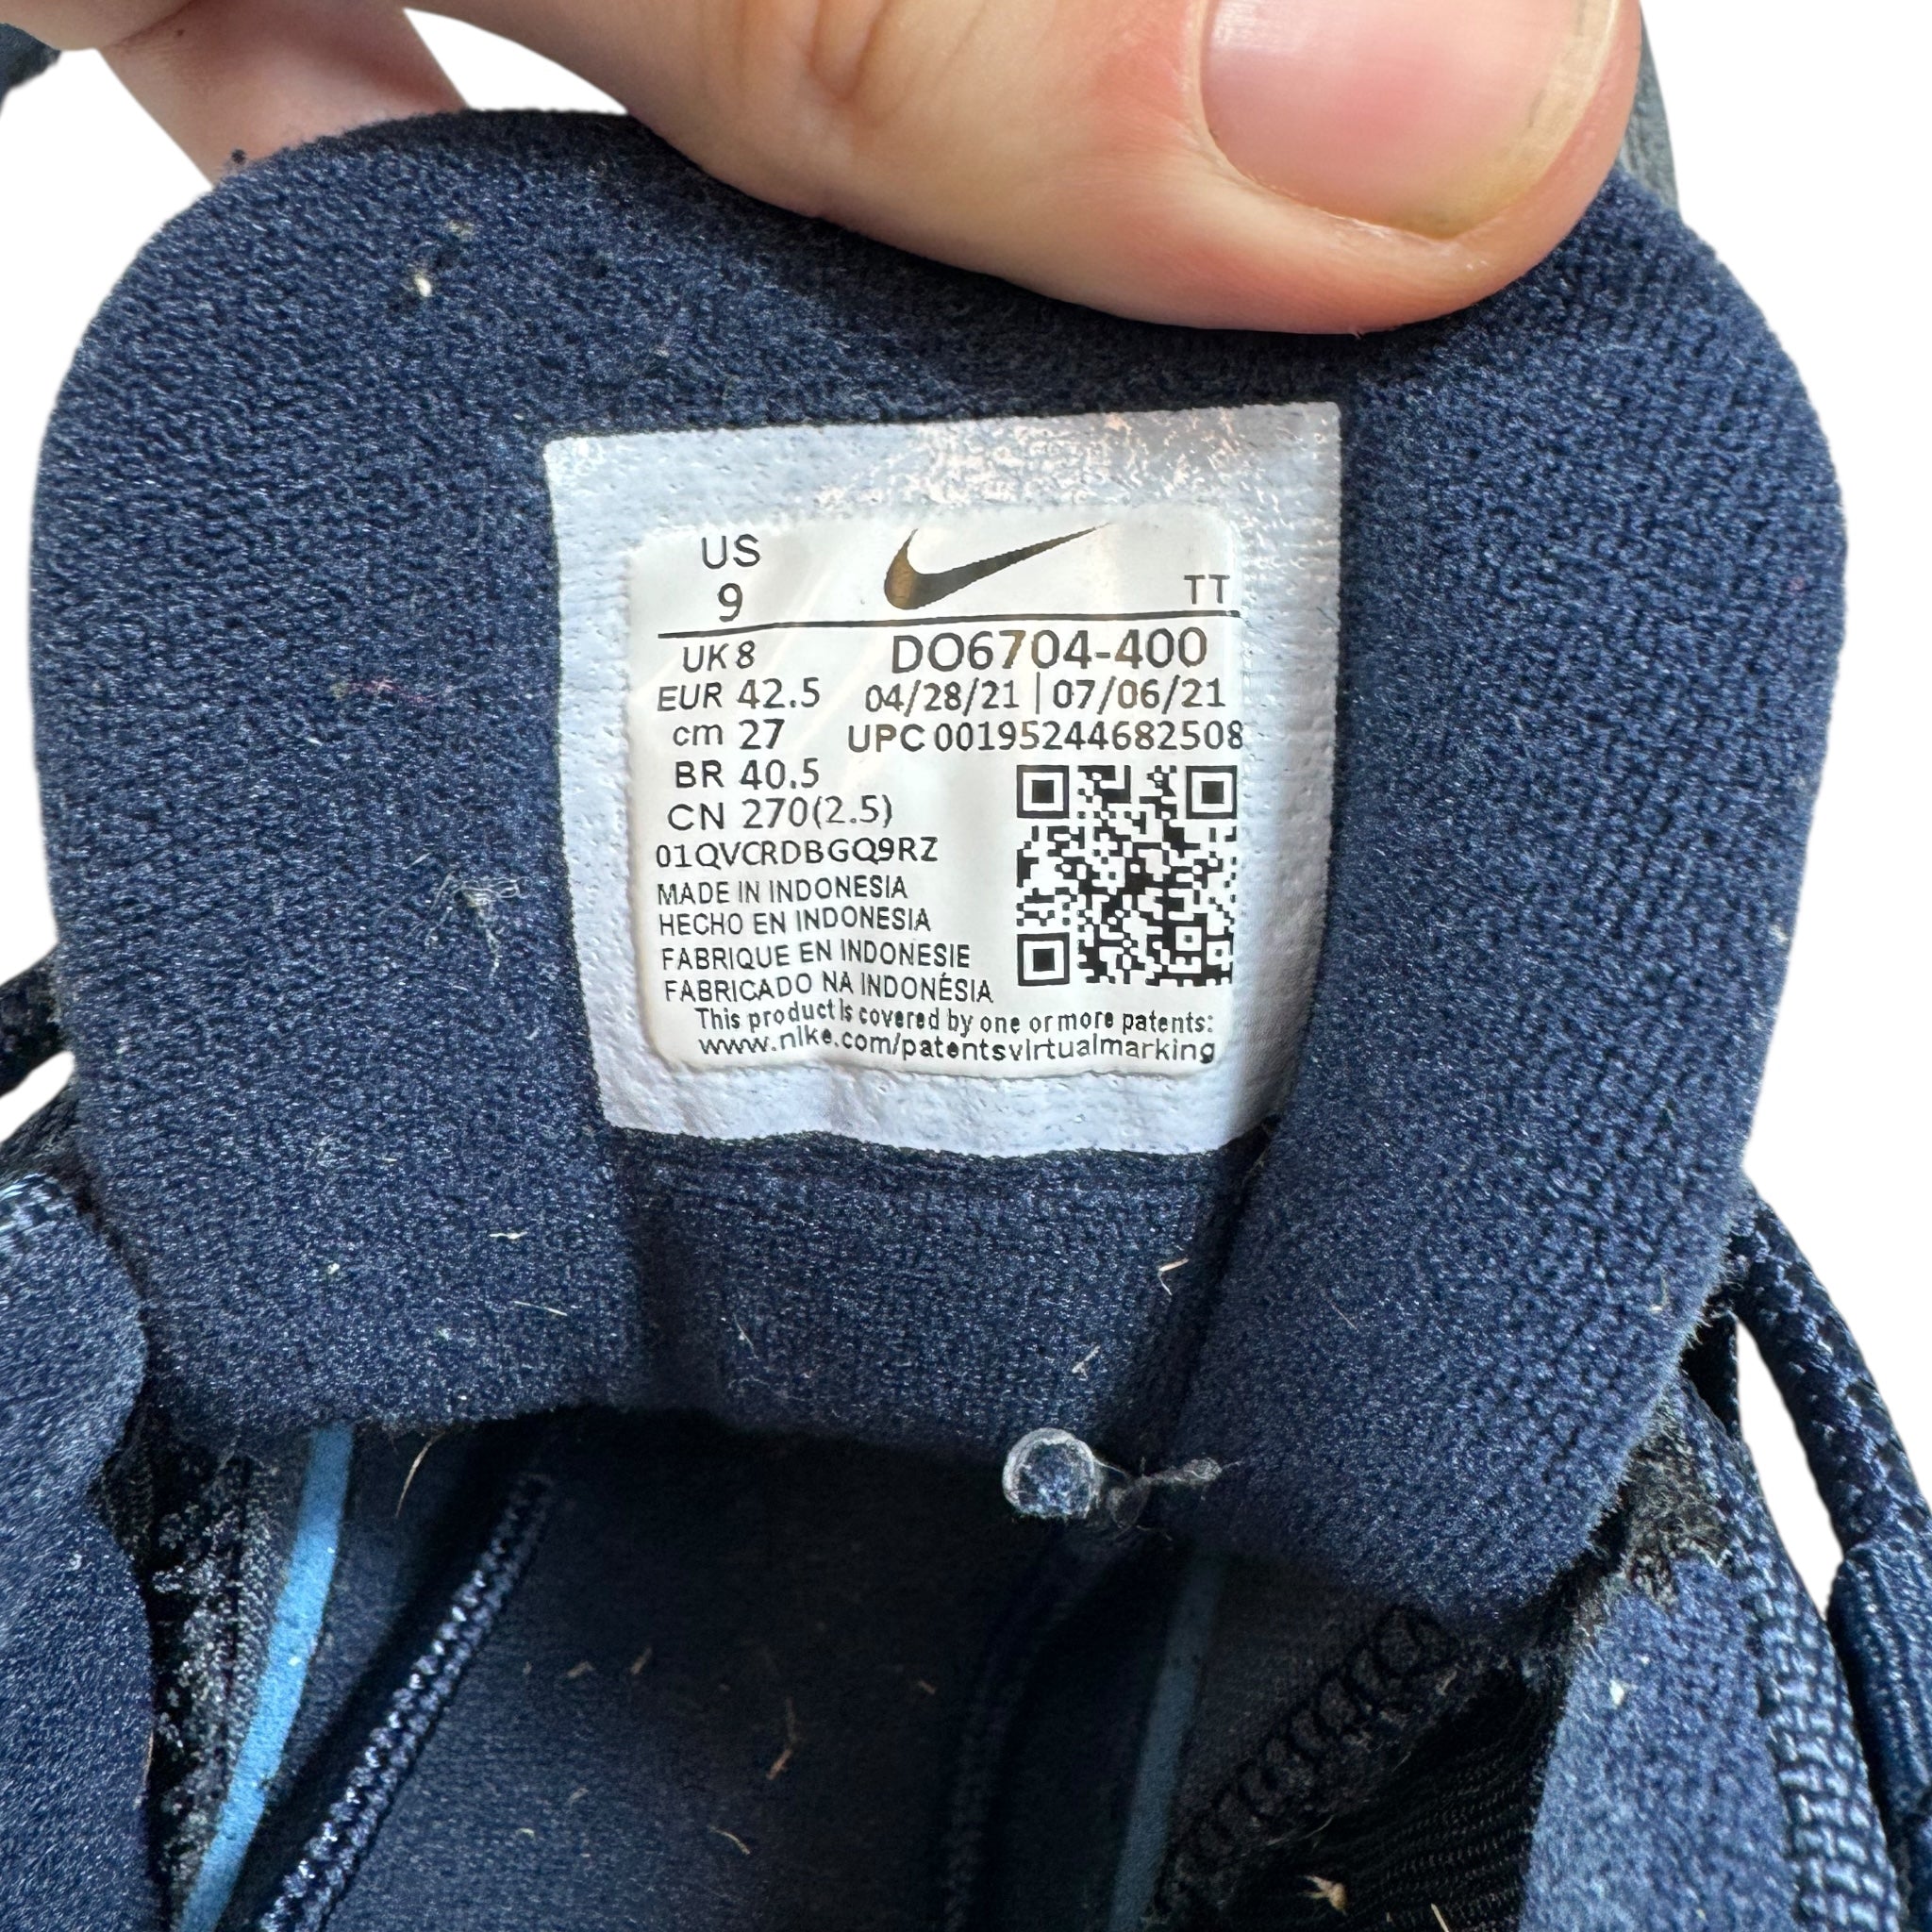 US
9
TT
UK 8
DO6704-400
EUR 42.5
04/28/21 | 07/06/21
cm 27
UPC 00195244682508
BR 40.5
CN 270(2.5)
01QVCRDBGQ9RZ
MADE IN INDONESIA
HECHO EN INDONESIA
FABRIQUE EN INDONESIE
FABRICADO NA INDONÉSIA
This product is covered by one or more patents:
www.nike.com/patentsvirtualmarking